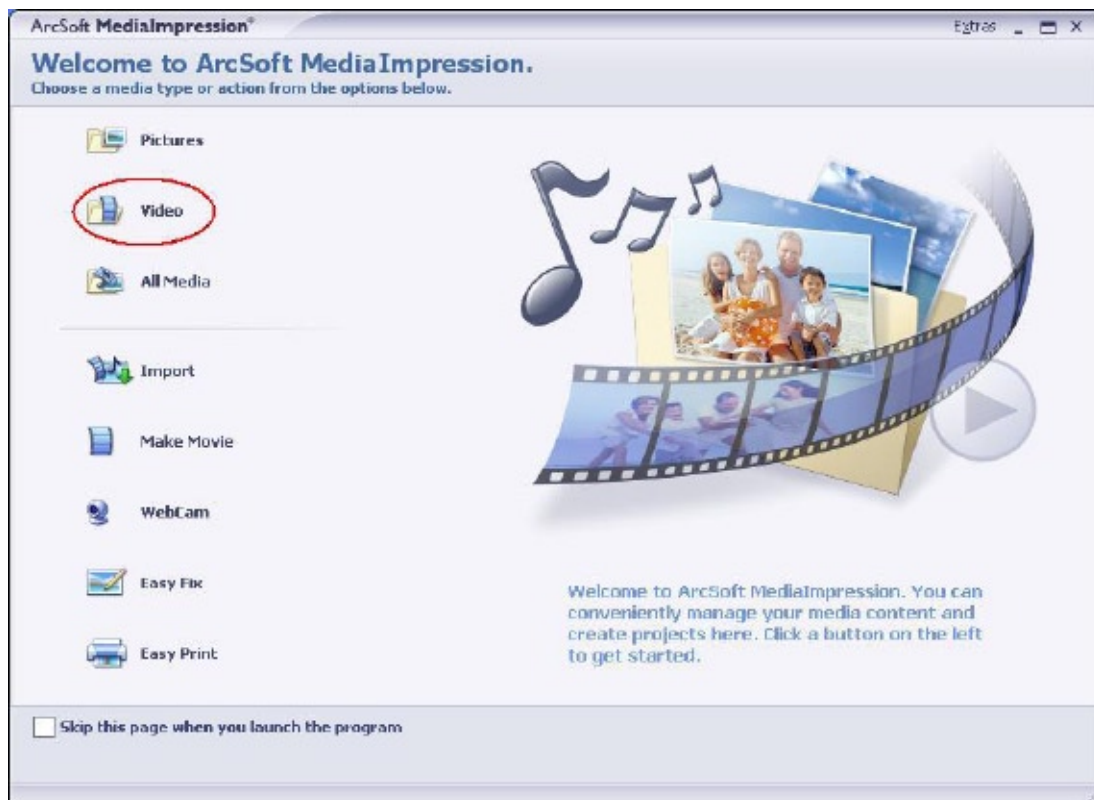 ArcSoft MediaImpression®
Extras
Welcome to ArcSoft MediaImpression.
Choose a media type or action from the options below.
Pictures
Video
All Media
Import
Make Movie
WebCam
Easy Fix
Easy Print
Welcome to ArcSoft MediaImpression. You can
conveniently manage your media content and
create projects here. Click a button on the left
to get started.
Skip this page when you launch the program